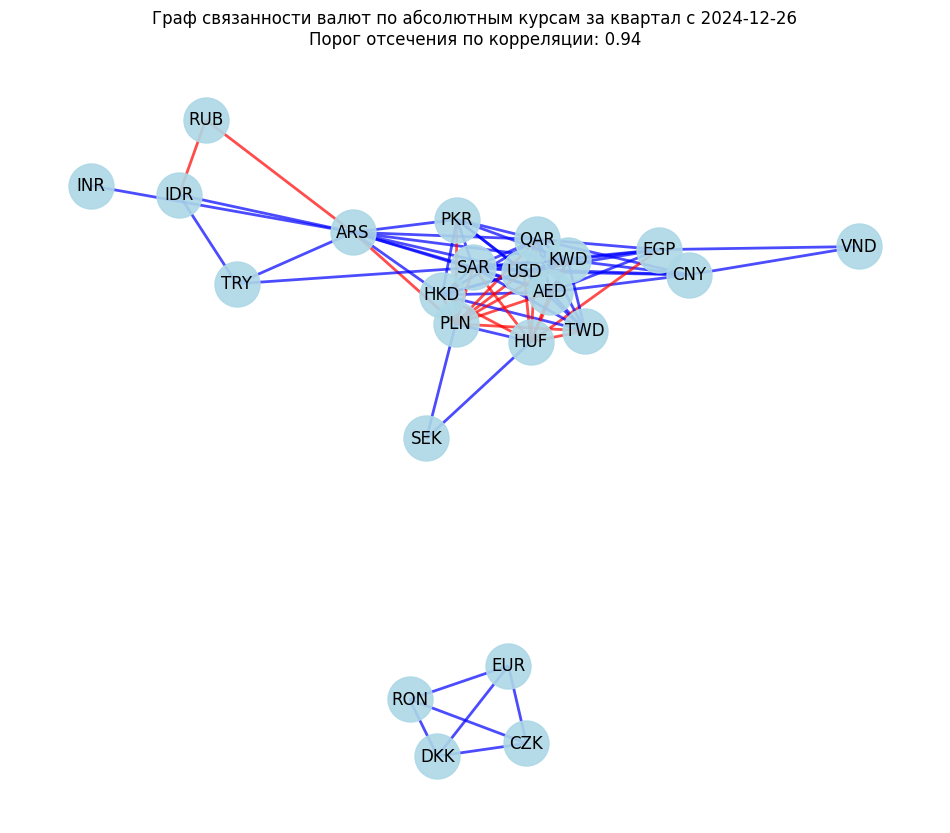 Граф связанности валют по абсолютным курсам за квартал с 2024-12-26
Порог отсечения по корреляции: 0.94
RUB
INR
IDR
ARS
PKR
QAR
EGP
VND
KWD
SAR
USD
CNY
TRY
HKD
AED
PLN
TWD
HUF
SEK
EUR
RON
CZK
DKK